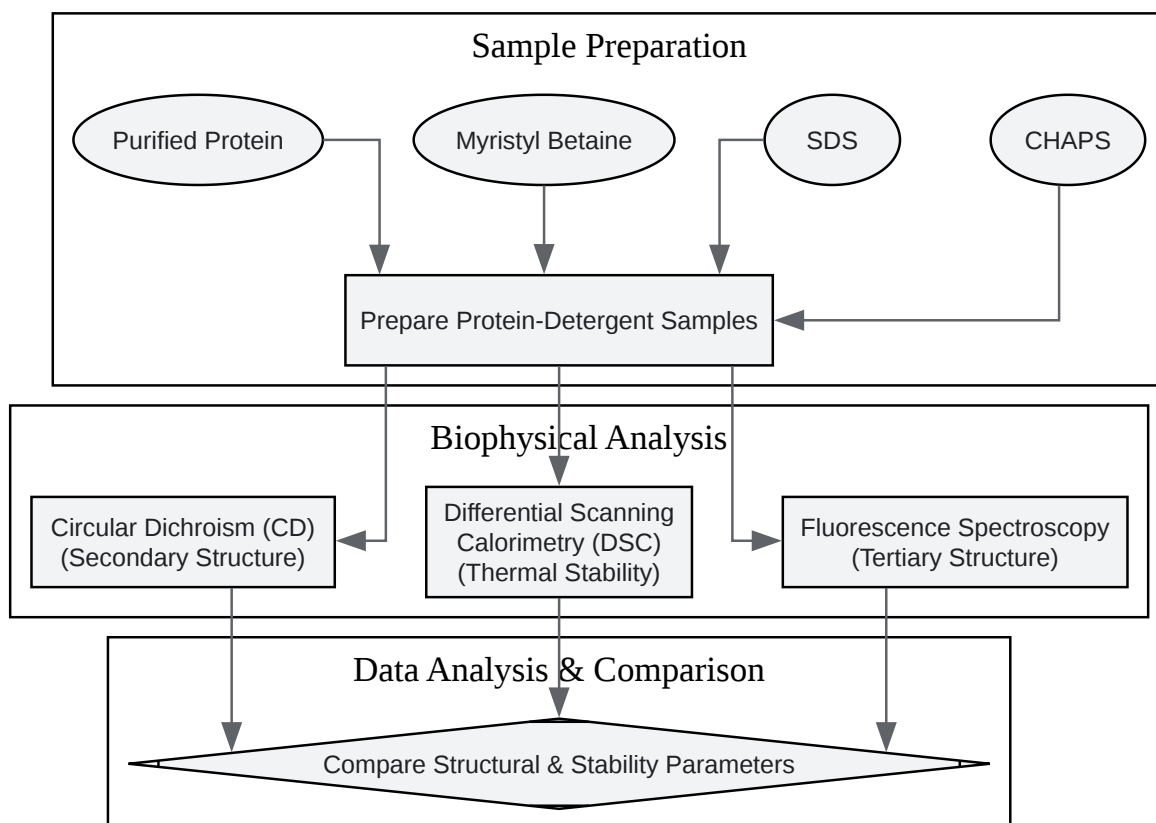 Sample Preparation
Purified Protein
Myristyl Betaine
SDS
CHAPS
Prepare Protein-Detergent Samples
Biophysical Analysis
Circular Dichroism (CD)
(Secondary Structure)
Differential Scanning
Calorimetry (DSC)
(Thermal Stability)
Fluorescence Spectroscopy
(Tertiary Structure)
Data Analysis & Comparison
Compare Structural & Stability Parameters